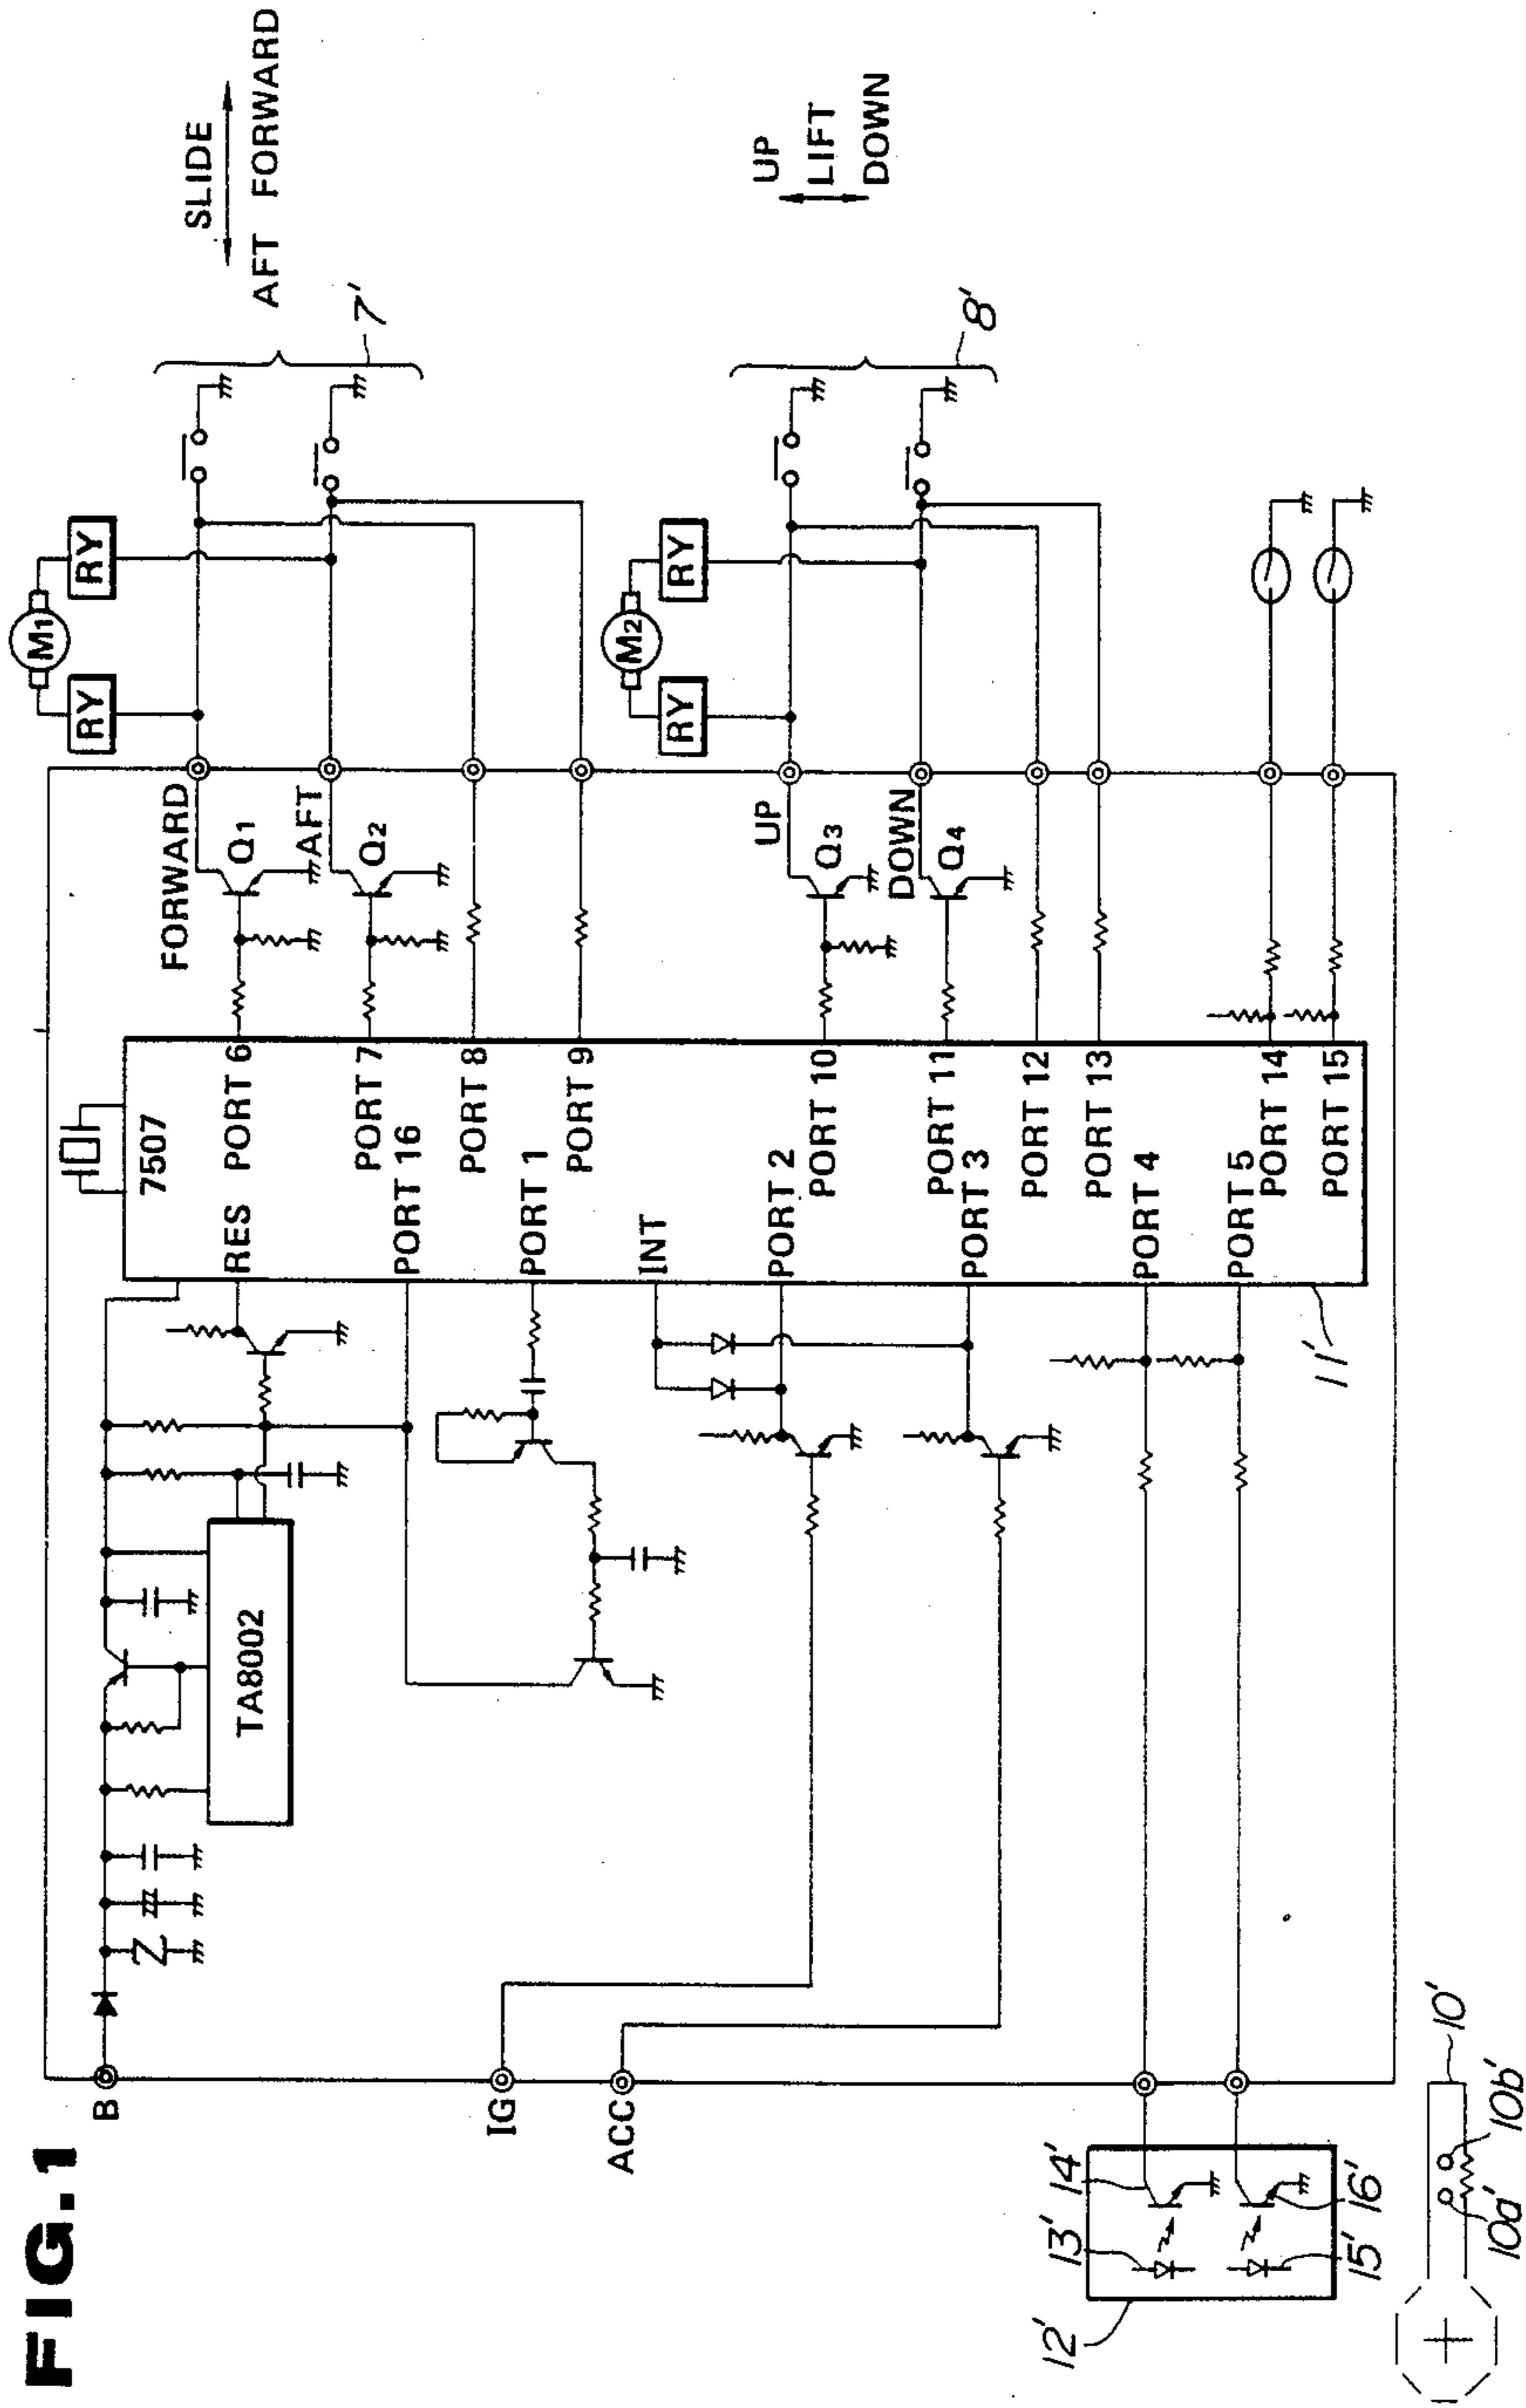 FIG.1
B
IG
ACC
TA8002
7507
RES
PORT 6
PORT 7
PORT 16
PORT 8
PORT 1
PORT 9
INT
PORT 2
PORT 10
PORT 11
PORT 3
PORT 12
PORT 13
PORT 4
PORT 5
PORT 14
PORT 15
11'
FORWARD
Q1
AFT
Q2
UP
Q3
DOWN
Q4
RY
M1
RY
RY
M2
RY
7'
8'
SLIDE
AFT FORWARD
UP
LIFT
DOWN
12'
13'
14'
15'
16'
10'
10a'
10b'